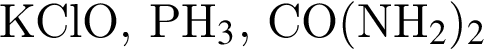 KClO, PH₃, CO(NH₂)₂